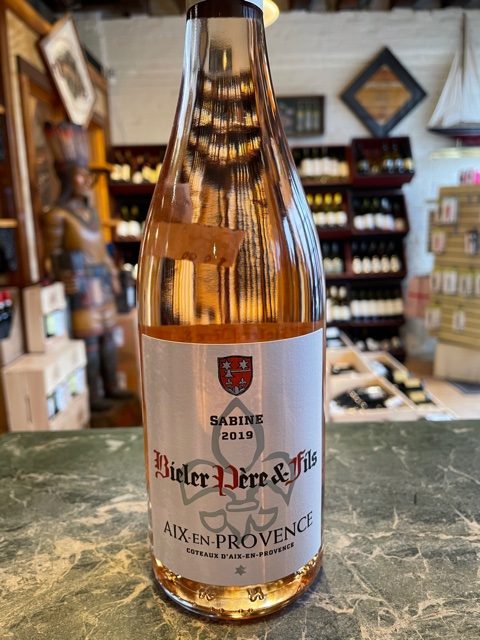 SABINE
2019
Bieler Père & Fils
AIX-EN-PROVENCE
COTEAUX D'AIX-EN-PROVENCE